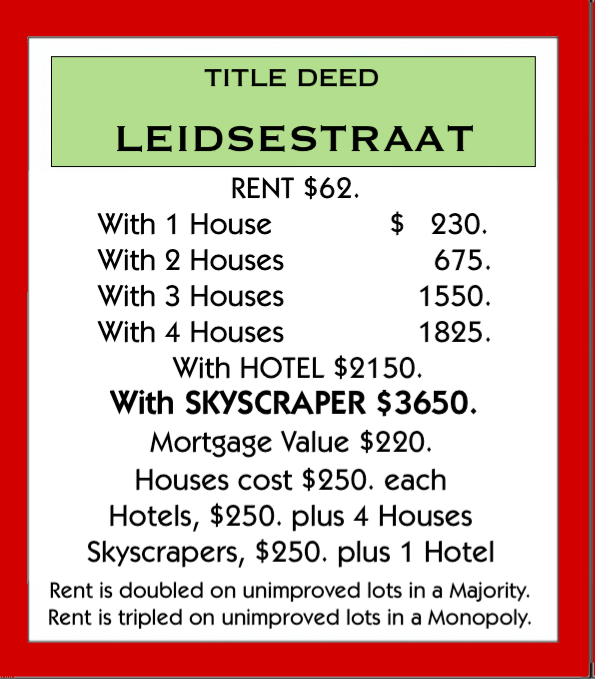 TITLE DEED
LEIDSESTRAAT
RENT $62.
With 1 House $ 230.
With 2 Houses 675.
With 3 Houses 1550.
With 4 Houses 1825.
With HOTEL $2150.
With SKYSCRAPER $3650.
Mortgage Value $220.
Houses cost $250. each
Hotels, $250. plus 4 Houses
Skyscrapers, $250. plus 1 Hotel
Rent is doubled on unimproved lots in a Majority.
Rent is tripled on unimproved lots in a Monopoly.